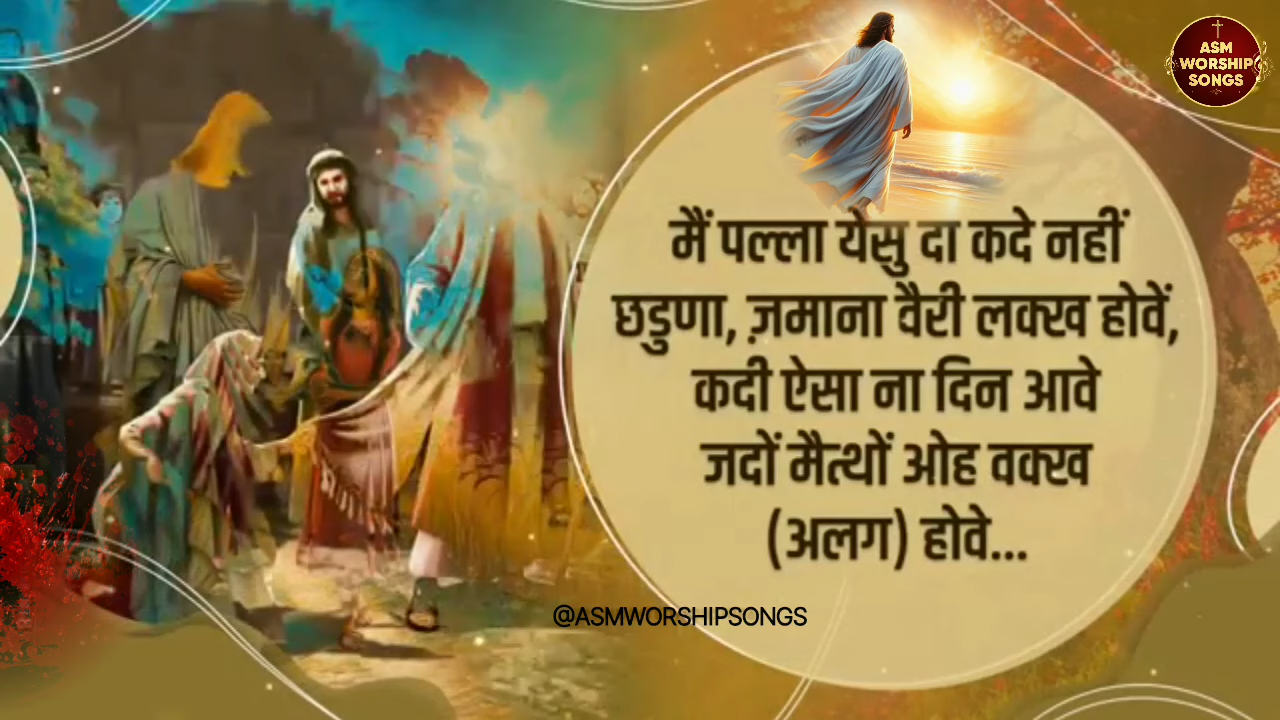 ASM
WORSHIP
SONGS
मैं पल्ला येसु दा कदे नहीं
छडुणा, ज़माना वैरी लक्ख होवें,
कदी ऐसा ना दिन आवे
जदों मैत्थों ओह वक्ख
(अलग) होवे...
@ASMWORSHIPSONGS